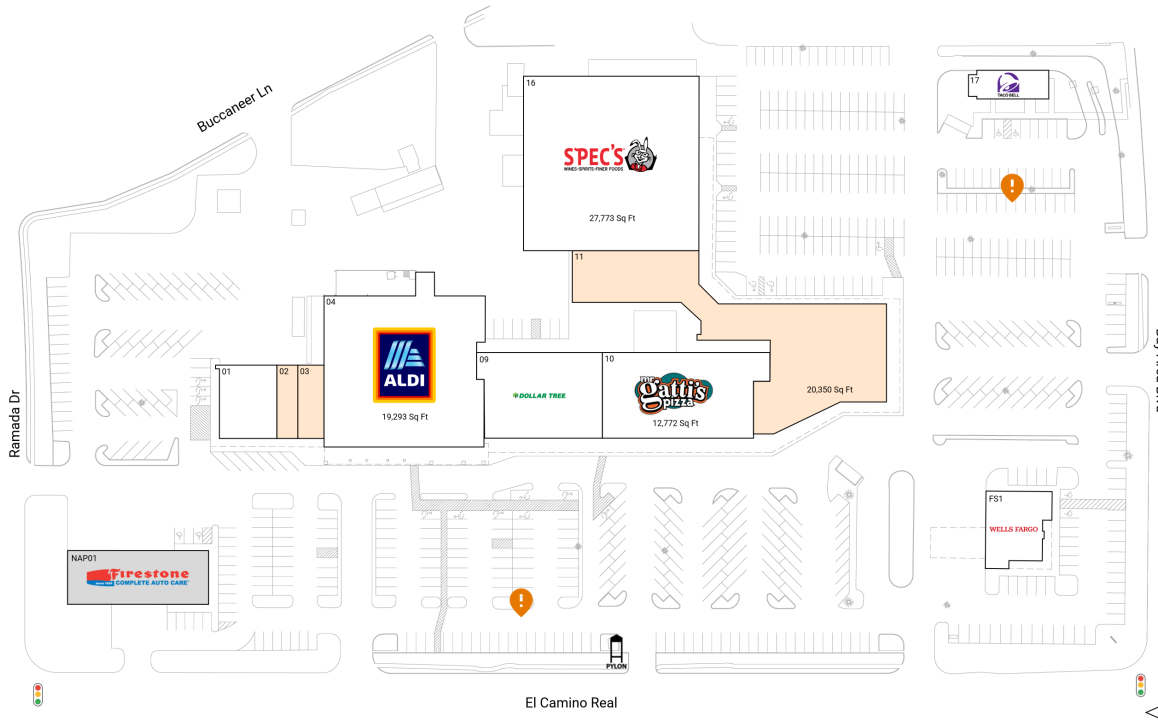 16
17
TACO BELL
Buccaneer Ln
SPEC'S
WINES•SPIRITS•FINER FOODS
27,773 Sq Ft
11
04
ALDI
19,293 Sq Ft
09
DOLLAR TREE
10
mr gatti's
pizza
12,772 Sq Ft
20,350 Sq Ft
01
02
03
Ramada Dr
FS1
WELLS FARGO
NAP01
Firestone
COMPLETE AUTO CARE
PYLON
El Camino Real